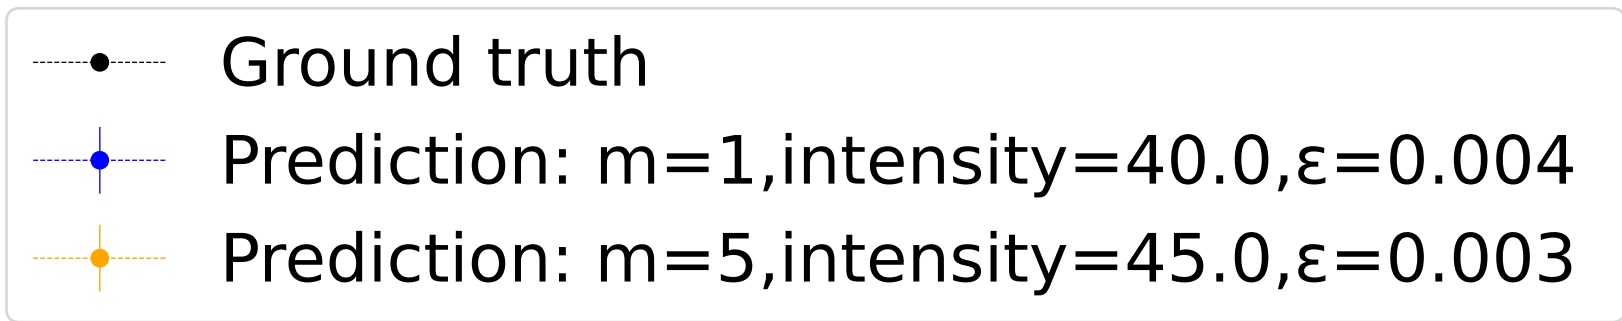 Ground truth
Prediction: m=1,intensity=40.0,ε=0.004
Prediction: m=5,intensity=45.0,ε=0.003